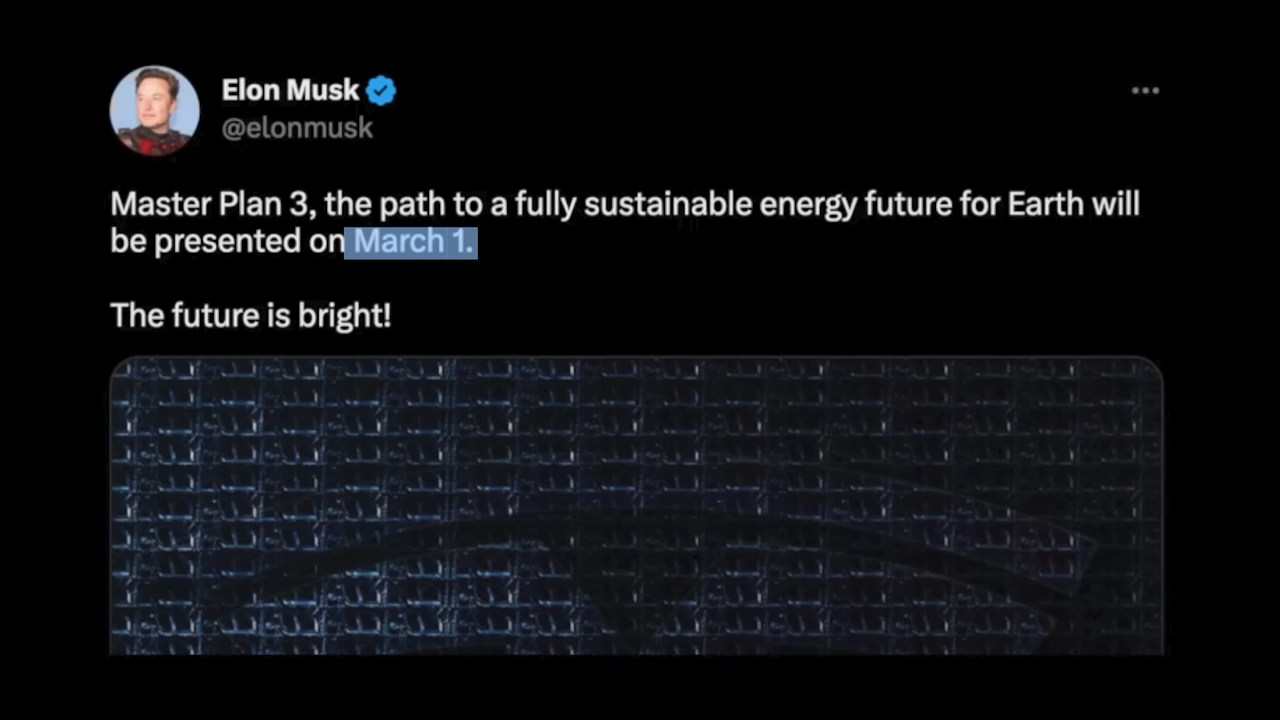 Elon Musk
@elonmusk
Master Plan 3, the path to a fully sustainable energy future for Earth will
be presented on March 1.
The future is bright!